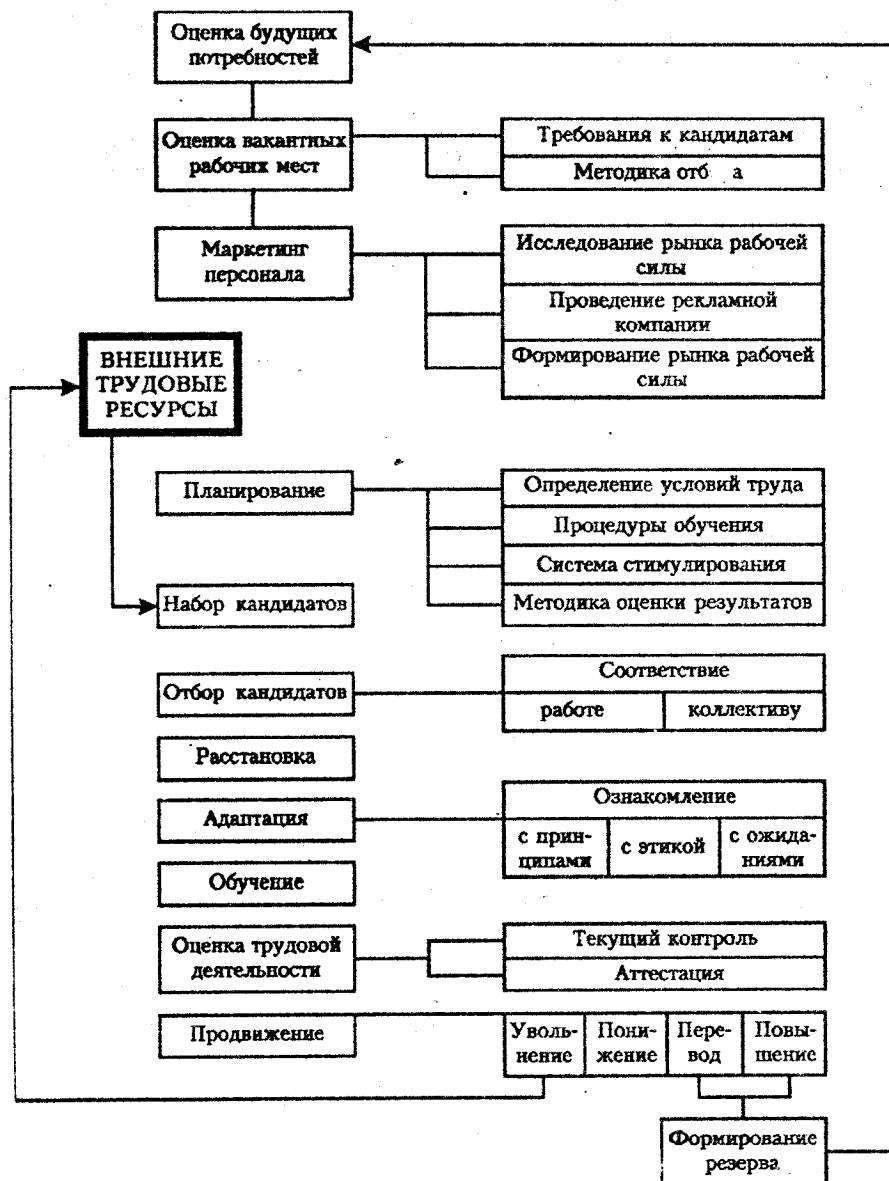 Оценка будущих
потребностей
Оценка вакантных
рабочих мест
Требования к кандидатам
Методика отб а
Маркетинг
персонала
Исследование рынка рабочей
силы
Проведение рекламной
компании
Формирование рынка рабочей
силы
ВНЕШНИЕ
ТРУДОВЫЕ
РЕСУРСЫ
Планирование
Определение условий труда
Процедуры обучения
Система стимулирования
Методика оценки результатов
Набор кандидатов
Отбор кандидатов
Соответствие
работе
коллективу
Расстановка
Адаптация
Ознакомление
с прин-
ципами
с этикой
с ожида-
ниями
Обучение
Оценка трудовой
деятельности
Текущий контроль
Аттестация
Продвижение
Уволь-
нение
Пони-
жение
Пере-
вод
Повы-
шение
Формирование
резерва